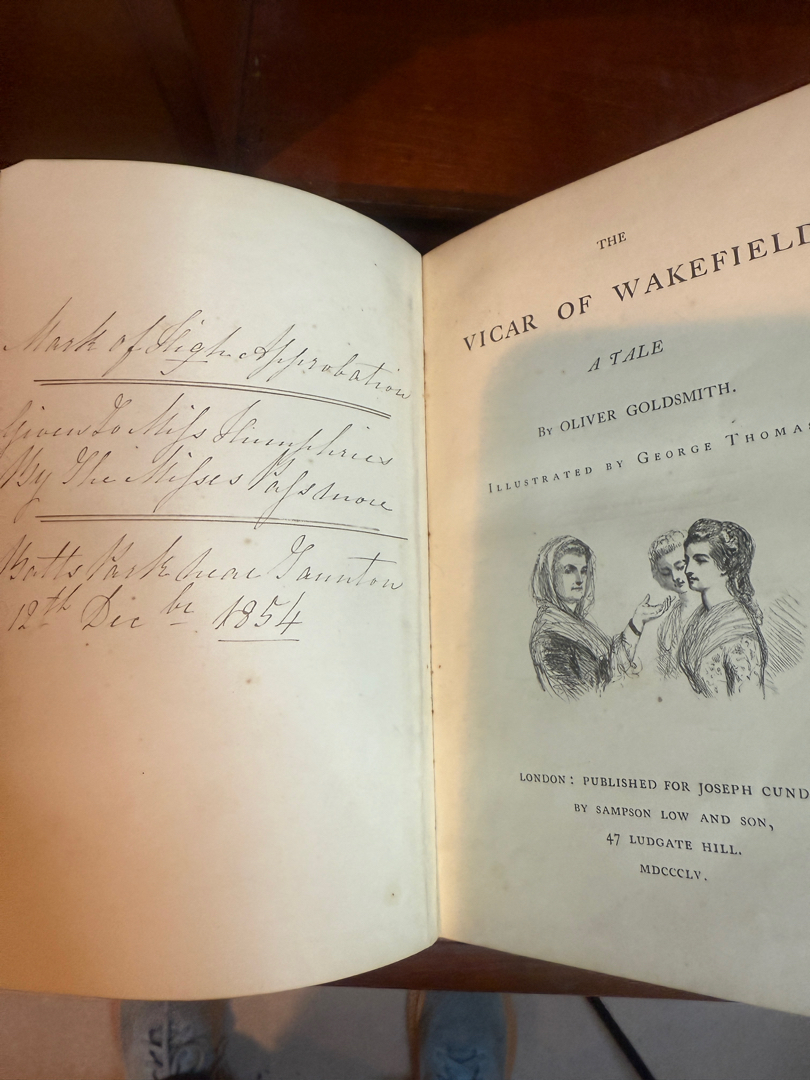 Mark of High Approbation
Given To Miss Humphries
By The Misses Passmore
Batts Park near Taunton
12th Decbr 1854
THE
VICAR OF WAKEFIELD
A TALE
By OLIVER GOLDSMITH.
ILLUSTRATED BY GEORGE THOMAS
LONDON: PUBLISHED FOR JOSEPH CUND
BY SAMPSON LOW AND SON,
47 LUDGATE HILL.
MDCCCLV.